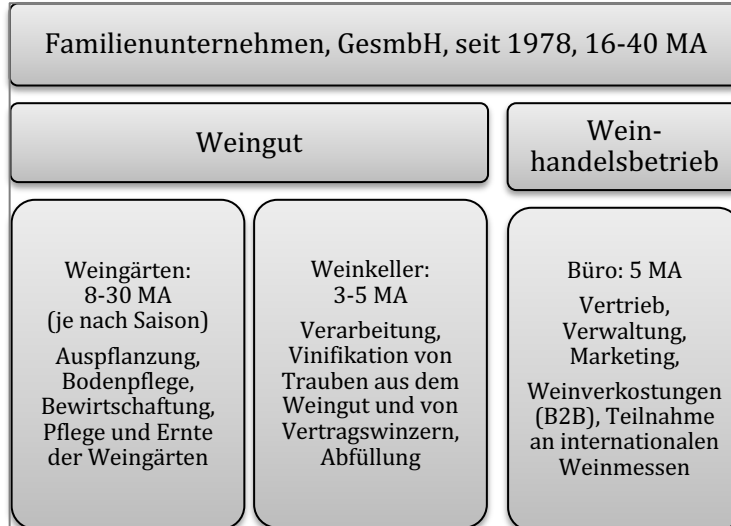 Familienunternehmen, GesmbH, seit 1978, 16-40 MA
Weingut
Wein-
handelsbetrieb
Weingärten:
8-30 MA
(je nach Saison)
Auspflanzung,
Bodenpflege,
Bewirtschaftung,
Pflege und Ernte
der Weingärten
Weinkeller:
3-5 MA
Verarbeitung,
Vinifikation von
Trauben aus dem
Weingut und von
Vertragswinzern,
Abfüllung
Büro: 5 MA
Vertrieb,
Verwaltung,
Marketing,
Weinverkostungen
(B2B), Teilnahme
an internationalen
Weinmessen